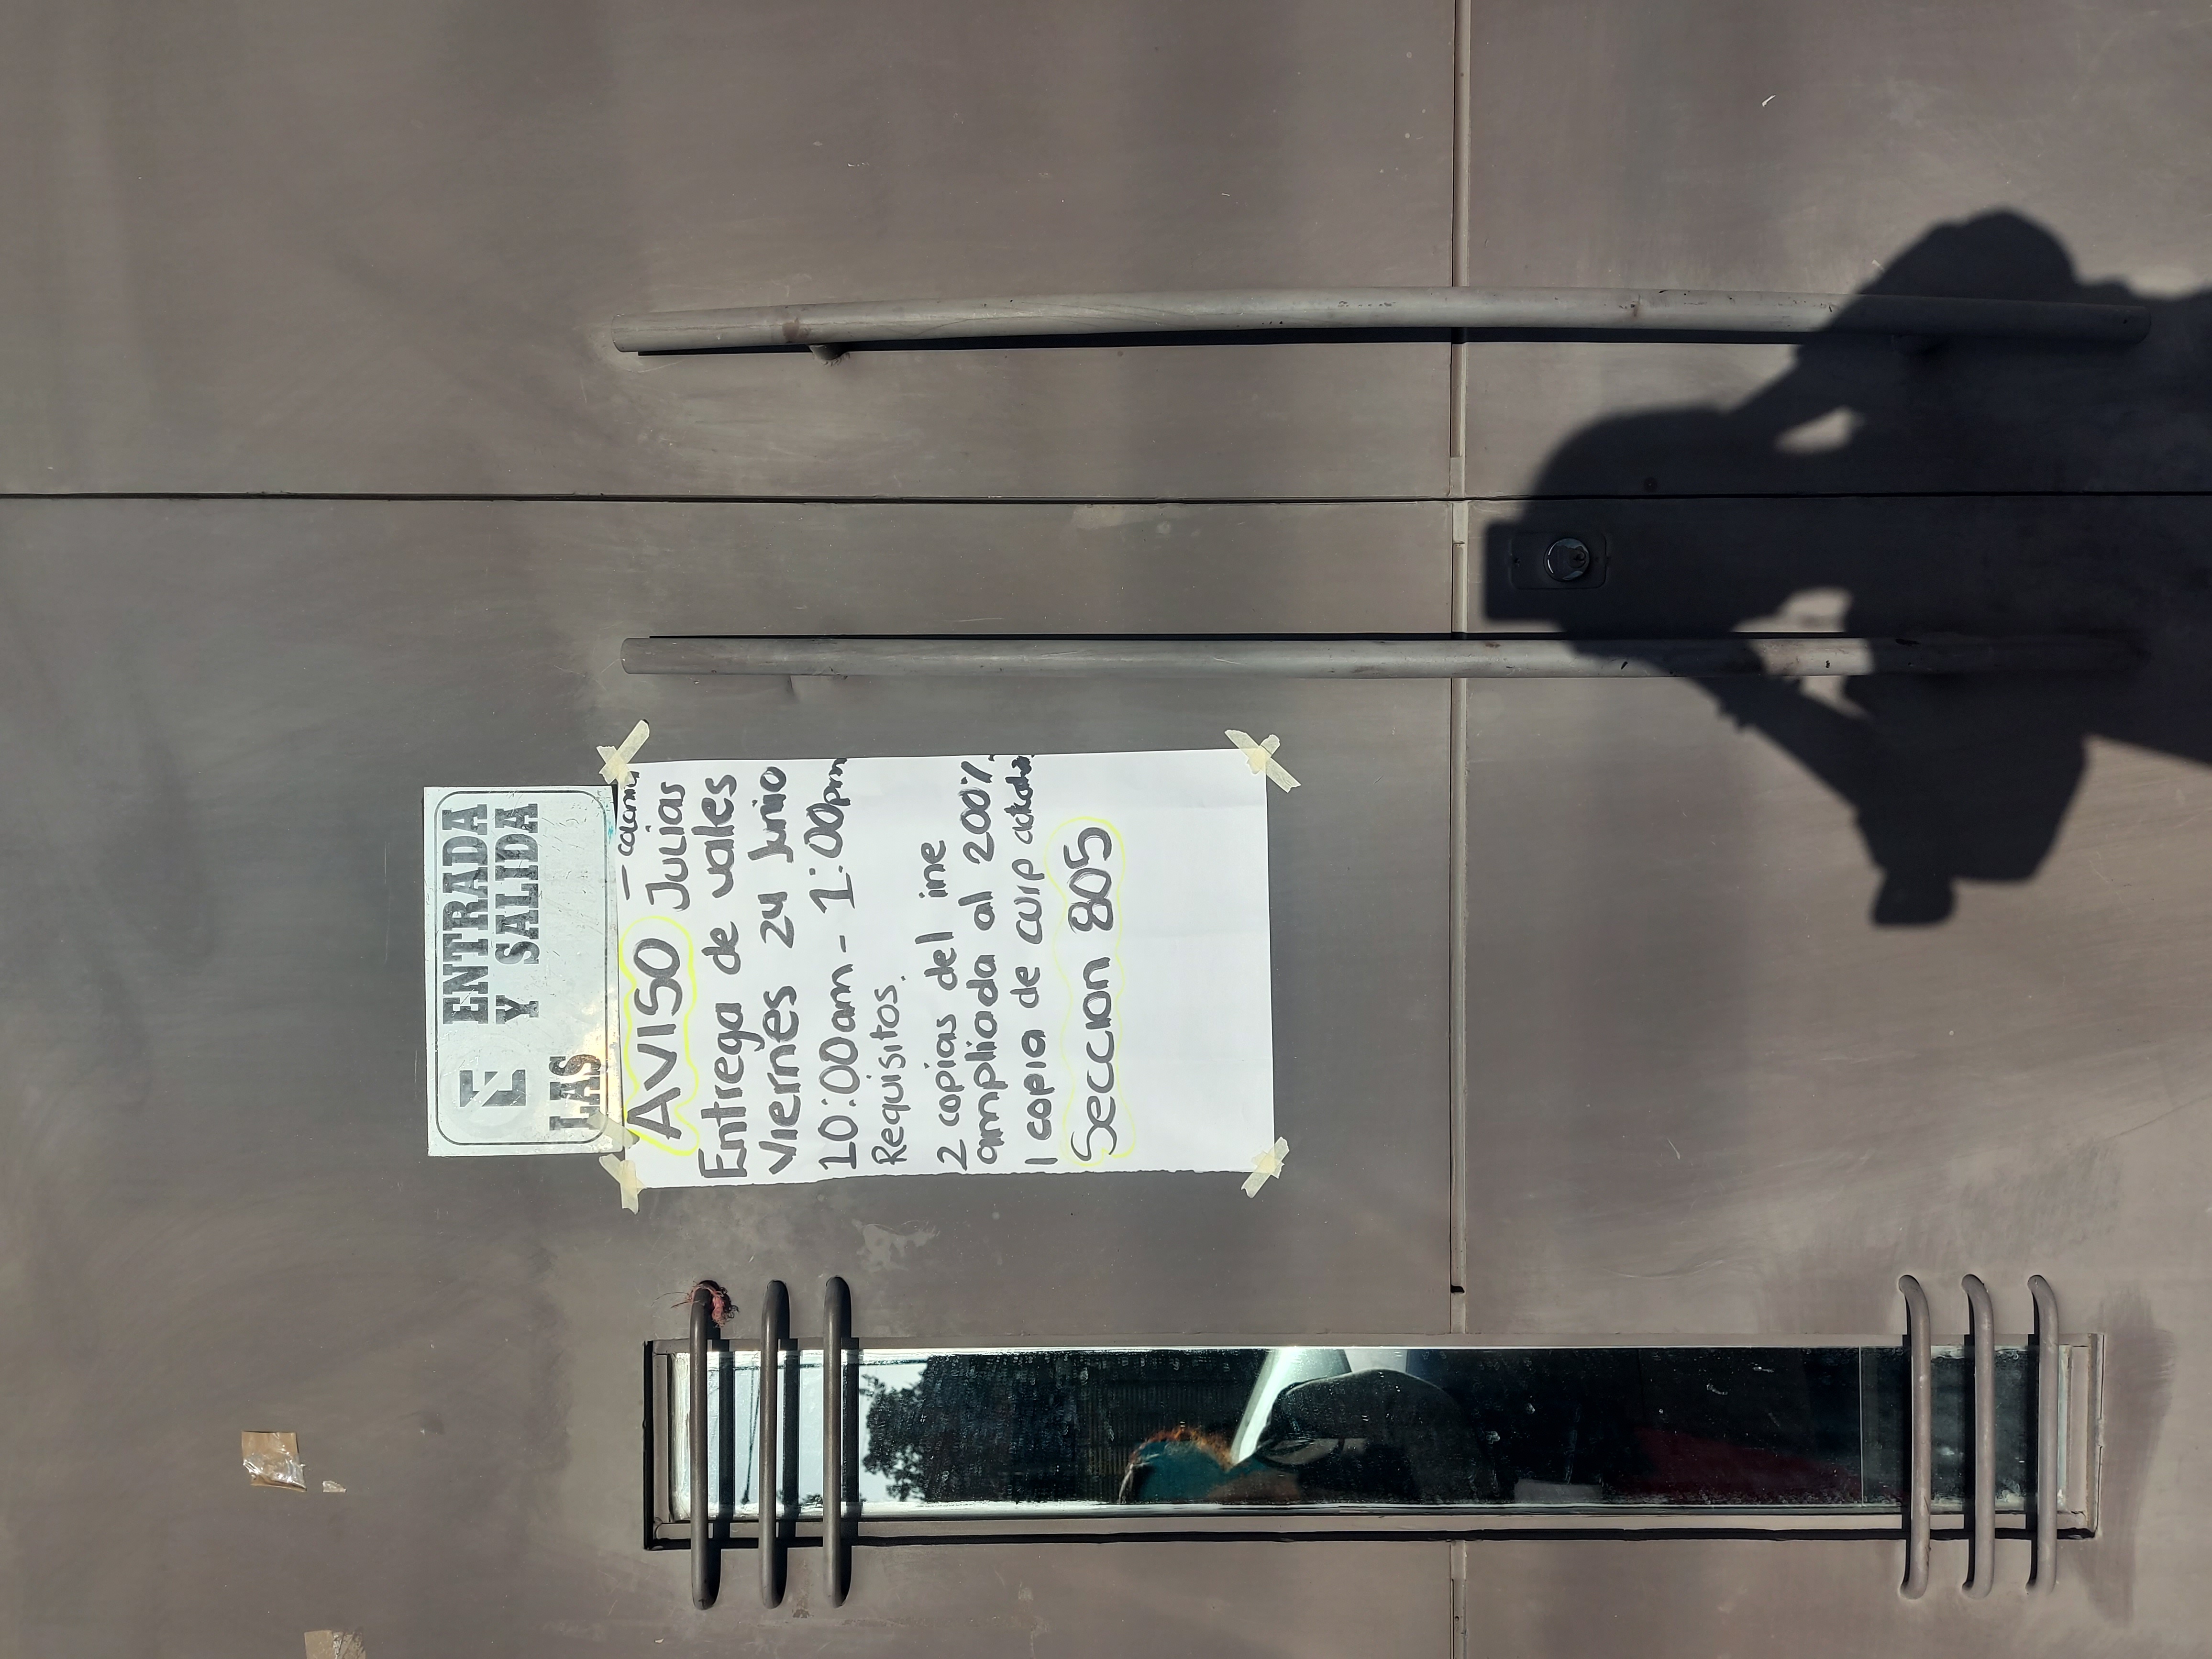 E ENTRADA
Y SALIDA
LAS
AVISO Julias
Entrega de vales
Viernes 24 Junio
10:00am - 1:00pm
Requisitos.
2 copias del ine
ampliada al 200%.
1 copia de CUIP
Seccion 805